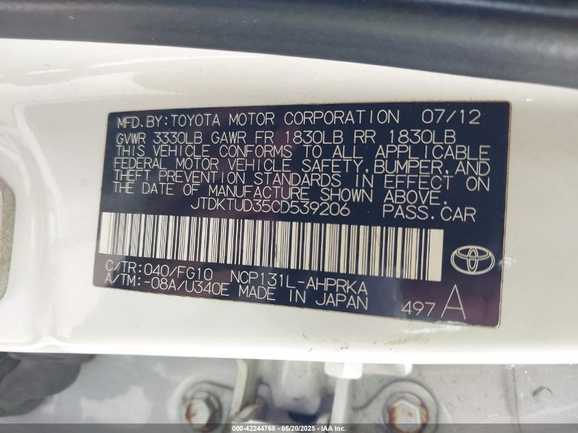 MFD.BY:TOYOTA MOTOR CORPORATION 07/12
GVWR 3330LB GAWR FR 1830LB RR 1830LB
THIS VEHICLE CONFORMS TO ALL APPLICABLE
FEDERAL MOTOR VEHICLE SAFETY, BUMPER, AND
THEFT PREVENTION STANDARDS IN EFFECT ON
THE DATE OF MANUFACTURE SHOWN ABOVE.
JTDKTUD35CD539206 PASS.CAR
C/TR:040/FG10 NCP131L-AHPRKA
A/TM:-08A/U340E MADE IN JAPAN 497 A
000-42244768 - 05/20/2025 - IAAI.CA